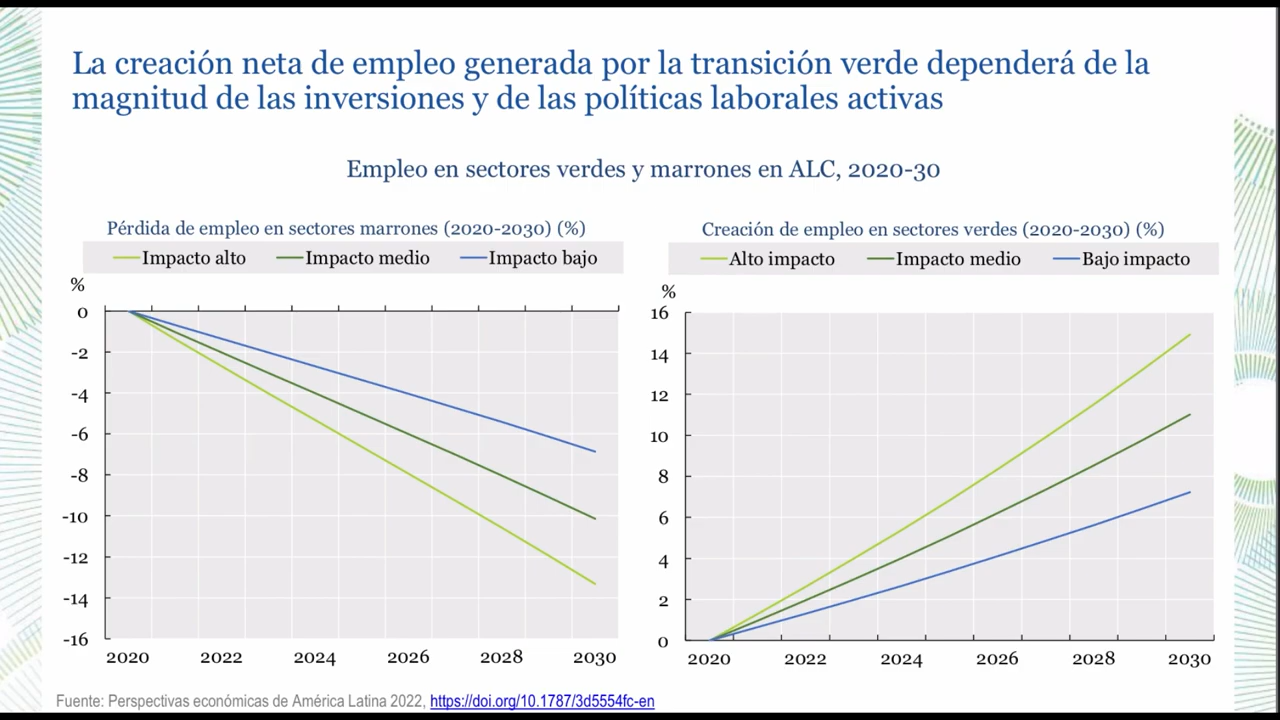 La creación neta de empleo generada por la transición verde dependerá de la
magnitud de las inversiones y de las políticas laborales activas
Empleo en sectores verdes y marrones en ALC, 2020-30
Pérdida de empleo en sectores marrones (2020-2030) (%)
Impacto alto Impacto medio Impacto bajo
%
0
-2
-4
-6
-8
-10
-12
-14
-16
2020 2022 2024 2026 2028 2030
Creación de empleo en sectores verdes (2020-2030) (%)
Alto impacto Impacto medio Bajo impacto
%
16
14
12
10
8
6
4
2
0
2020 2022 2024 2026 2028 2030
Fuente: Perspectivas económicas de América Latina 2022, https://doi.org/10.1787/3d5554fc-en